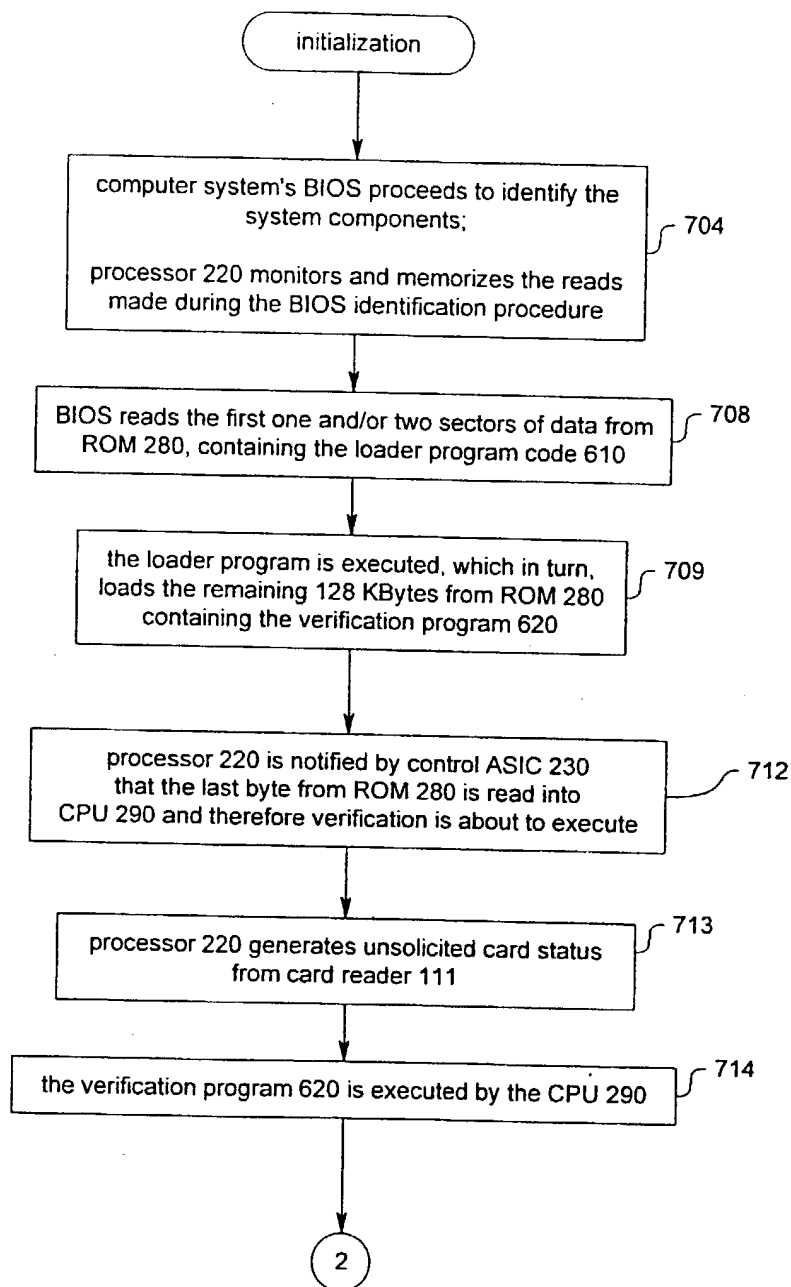 initialization
computer system's BIOS proceeds to identify the
system components;
704
processor 220 monitors and memorizes the reads
made during the BIOS identification procedure
BIOS reads the first one and/or two sectors of data from
ROM 280, containing the loader program code 610
708
the loader program is executed, which in turn,
loads the remaining 128 KBytes from ROM 280
containing the verification program 620
709
processor 220 is notified by control ASIC 230
that the last byte from ROM 280 is read into
CPU 290 and therefore verification is about to execute
712
processor 220 generates unsolicited card status
from card reader 111
713
the verification program 620 is executed by the CPU 290
714
2